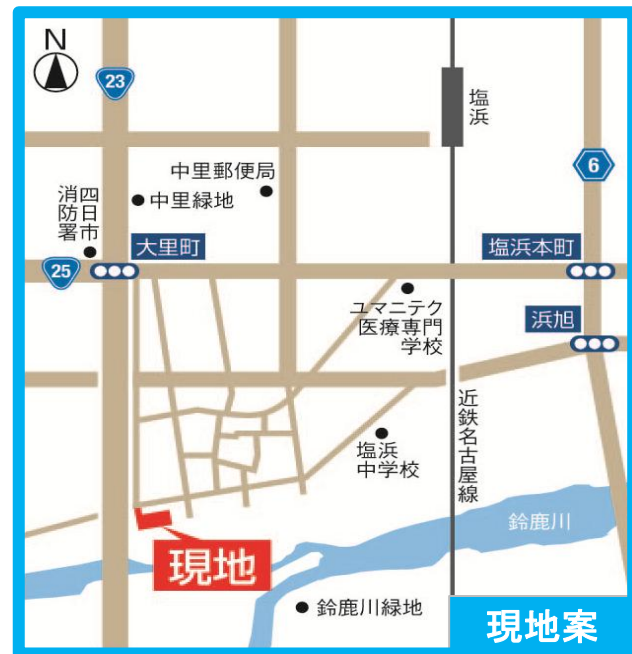 N
23
塩浜
6
中里郵便局
四日市
消防署
中里緑地
大里町
塩浜本町
25
ユマニテク
医療専門
学校
浜旭
近鉄名古屋線
塩浜
中学校
鈴鹿川
現地
鈴鹿川緑地
現地案